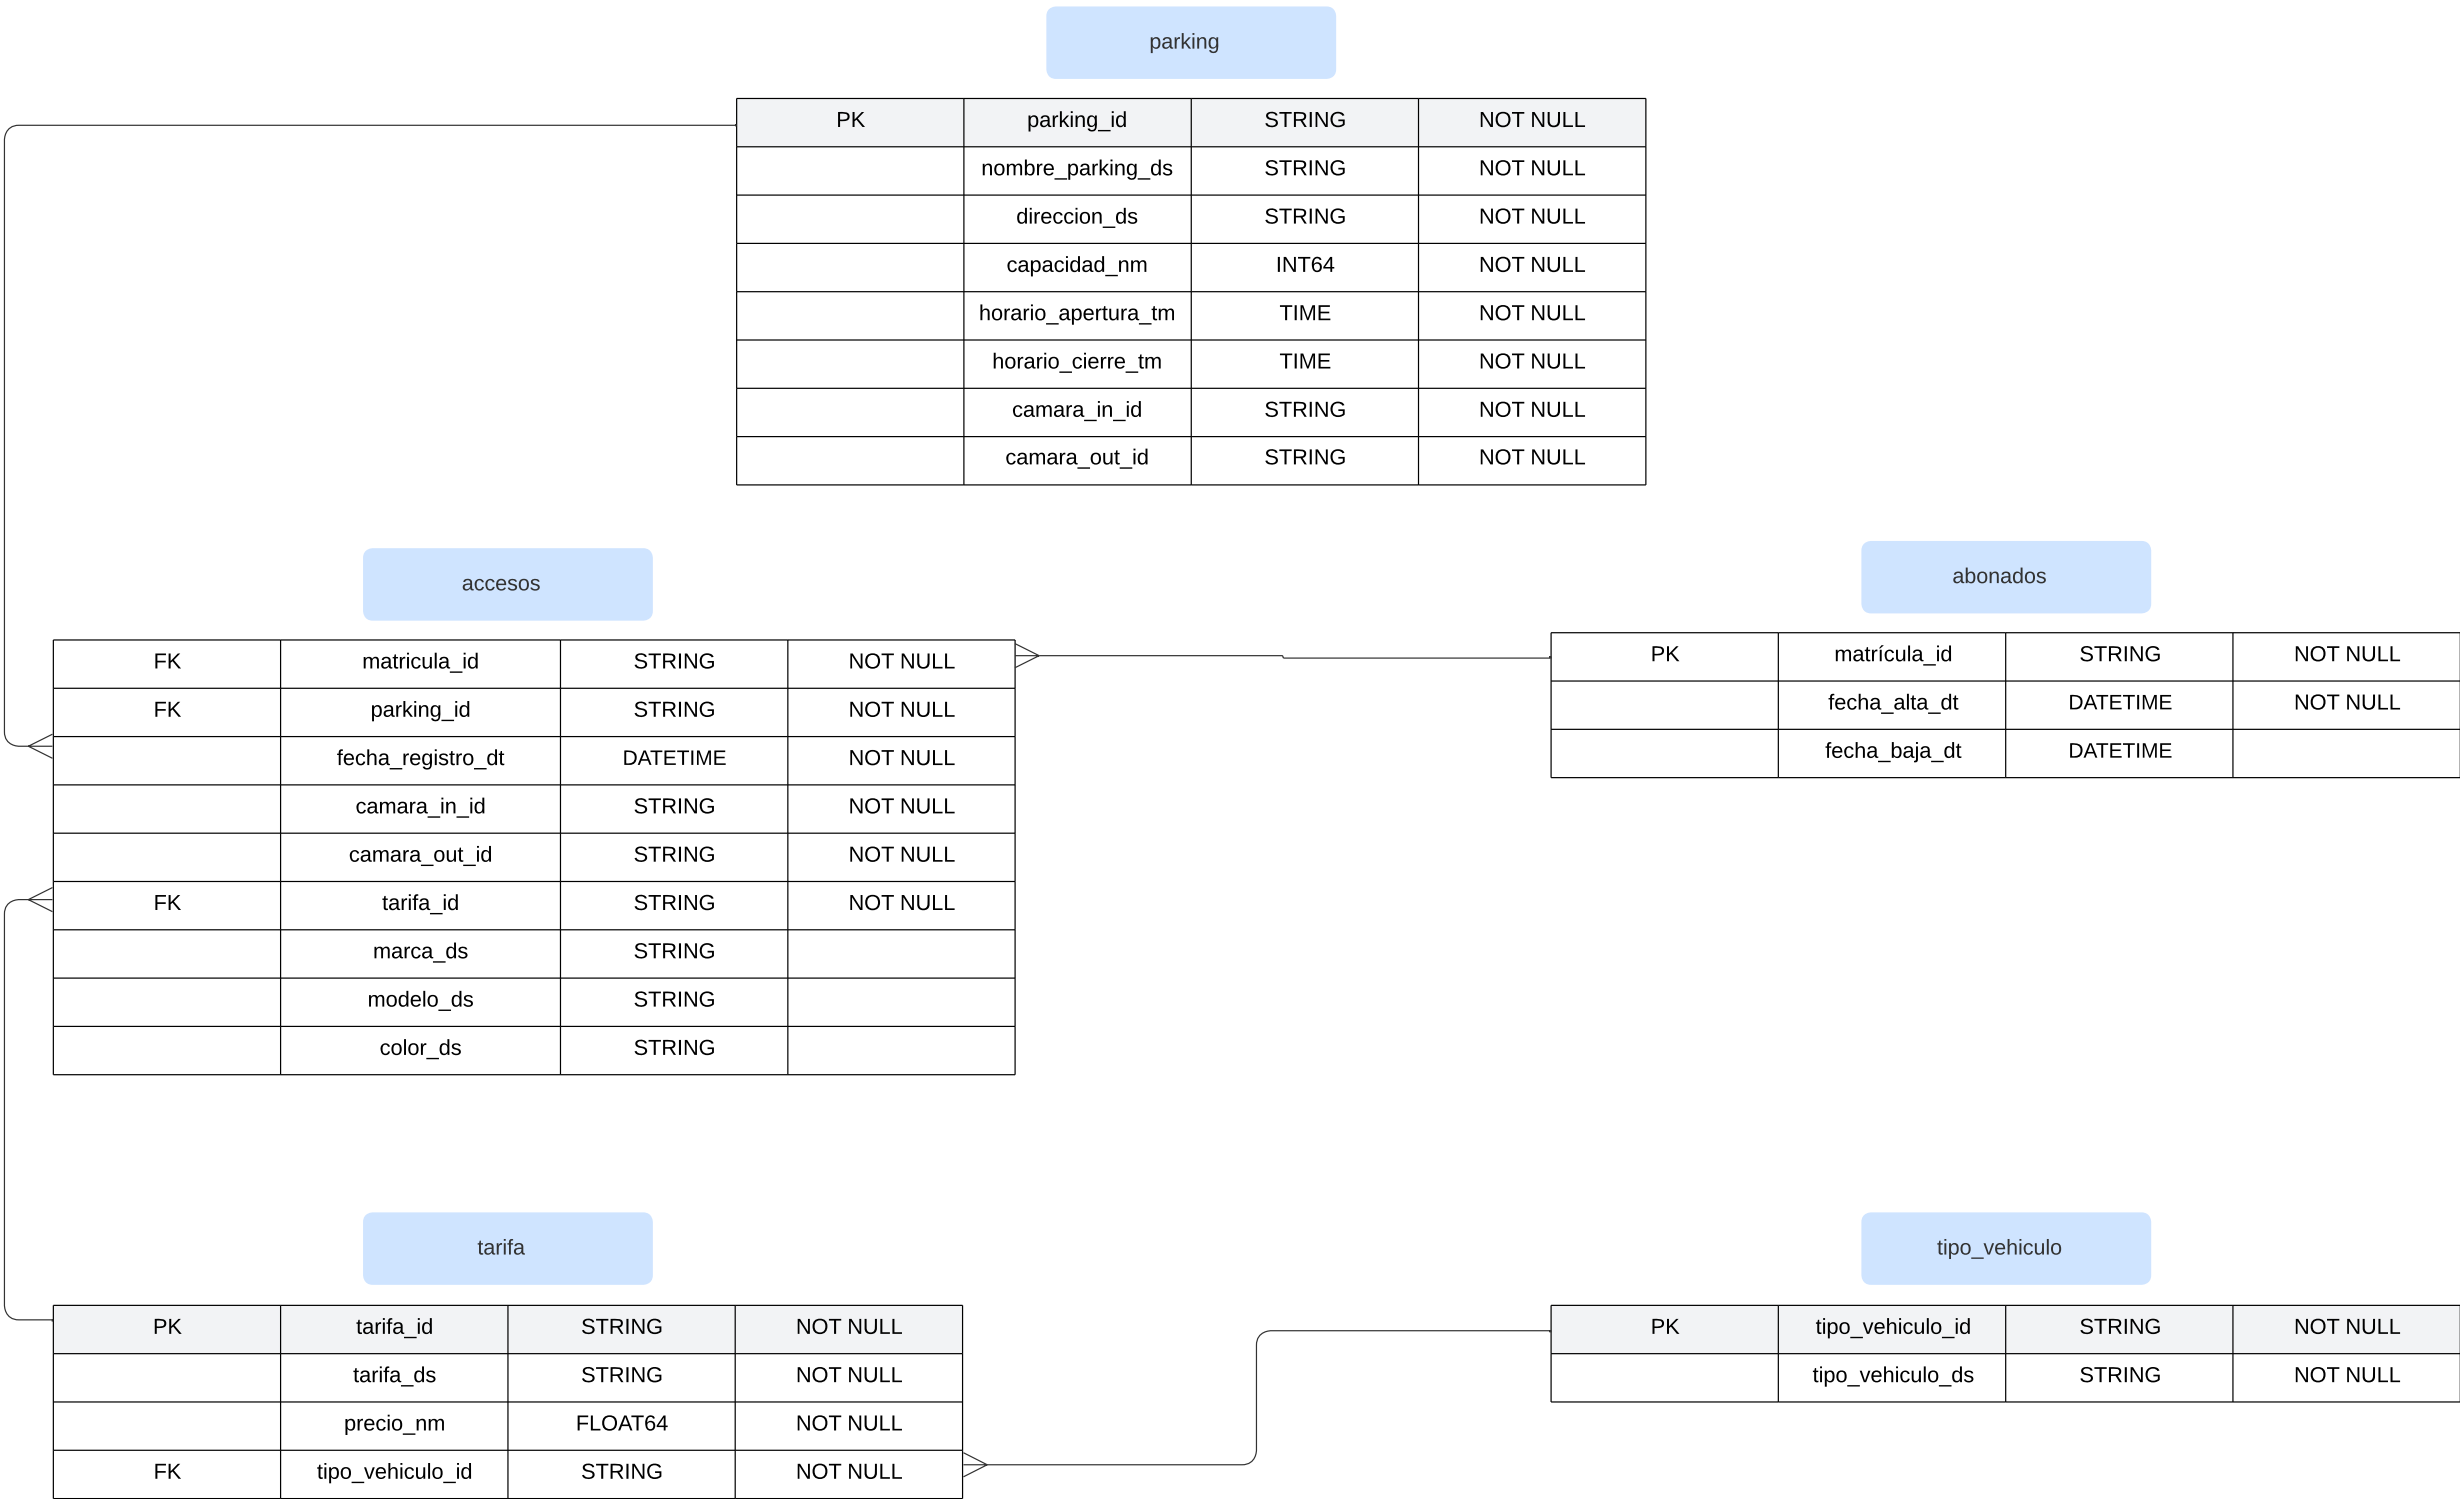 parking
PK parking_id STRING NOT NULL
nombre_parking_ds STRING NOT NULL
direccion_ds STRING NOT NULL
capacidad_nm INT64 NOT NULL
horario_apertura_tm TIME NOT NULL
horario_cierre_tm TIME NOT NULL
camara_in_id STRING NOT NULL
camara_out_id STRING NOT NULL
accesos
FK matricula_id STRING NOT NULL
FK parking_id STRING NOT NULL
fecha_registro_dt DATETIME NOT NULL
camara_in_id STRING NOT NULL
camara_out_id STRING NOT NULL
FK tarifa_id STRING NOT NULL
marca_ds STRING
modelo_ds STRING
color_ds STRING
abonados
PK matrícula_id STRING NOT NULL
fecha_alta_dt DATETIME NOT NULL
fecha_baja_dt DATETIME
tarifa
PK tarifa_id STRING NOT NULL
tarifa_ds STRING NOT NULL
precio_nm FLOAT64 NOT NULL
FK tipo_vehiculo_id STRING NOT NULL
tipo_vehiculo
PK tipo_vehiculo_id STRING NOT NULL
tipo_vehiculo_ds STRING NOT NULL